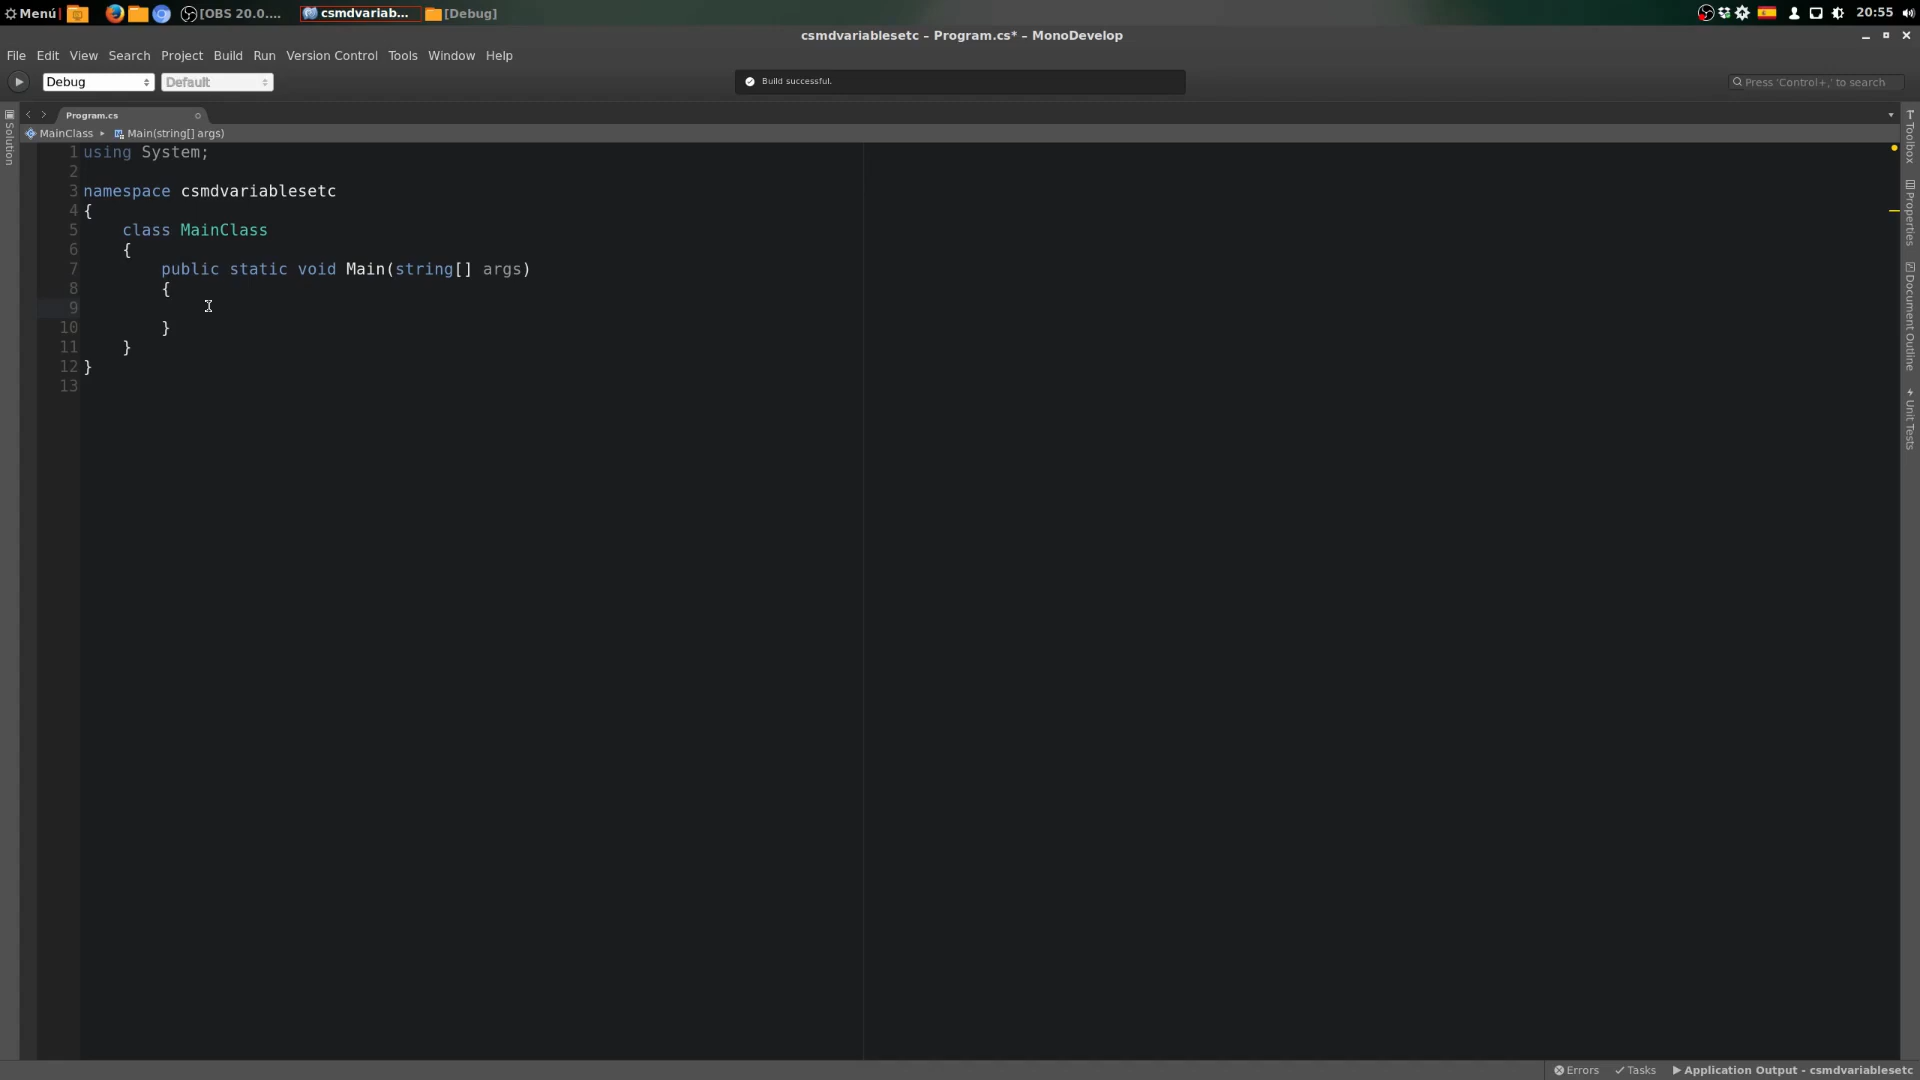 Menú [OBS 20.0.... csmdvariab... [Debug] 20:55
csmdvariablesetc – Program.cs* – MonoDevelop
File Edit View Search Project Build Run Version Control Tools Window Help
Debug Default Build successful. Press 'Control+,' to search
Program.cs
MainClass Main(string[] args)
1 using System;
2
3 namespace csmdvariablesetc
4 {
5 class MainClass
6 {
7 public static void Main(string[] args)
8 {
9
10 }
11 }
12 }
13
Solution
Toolbox
Properties
Document Outline
Unit Tests
Errors Tasks Application Output - csmdvariablesetc